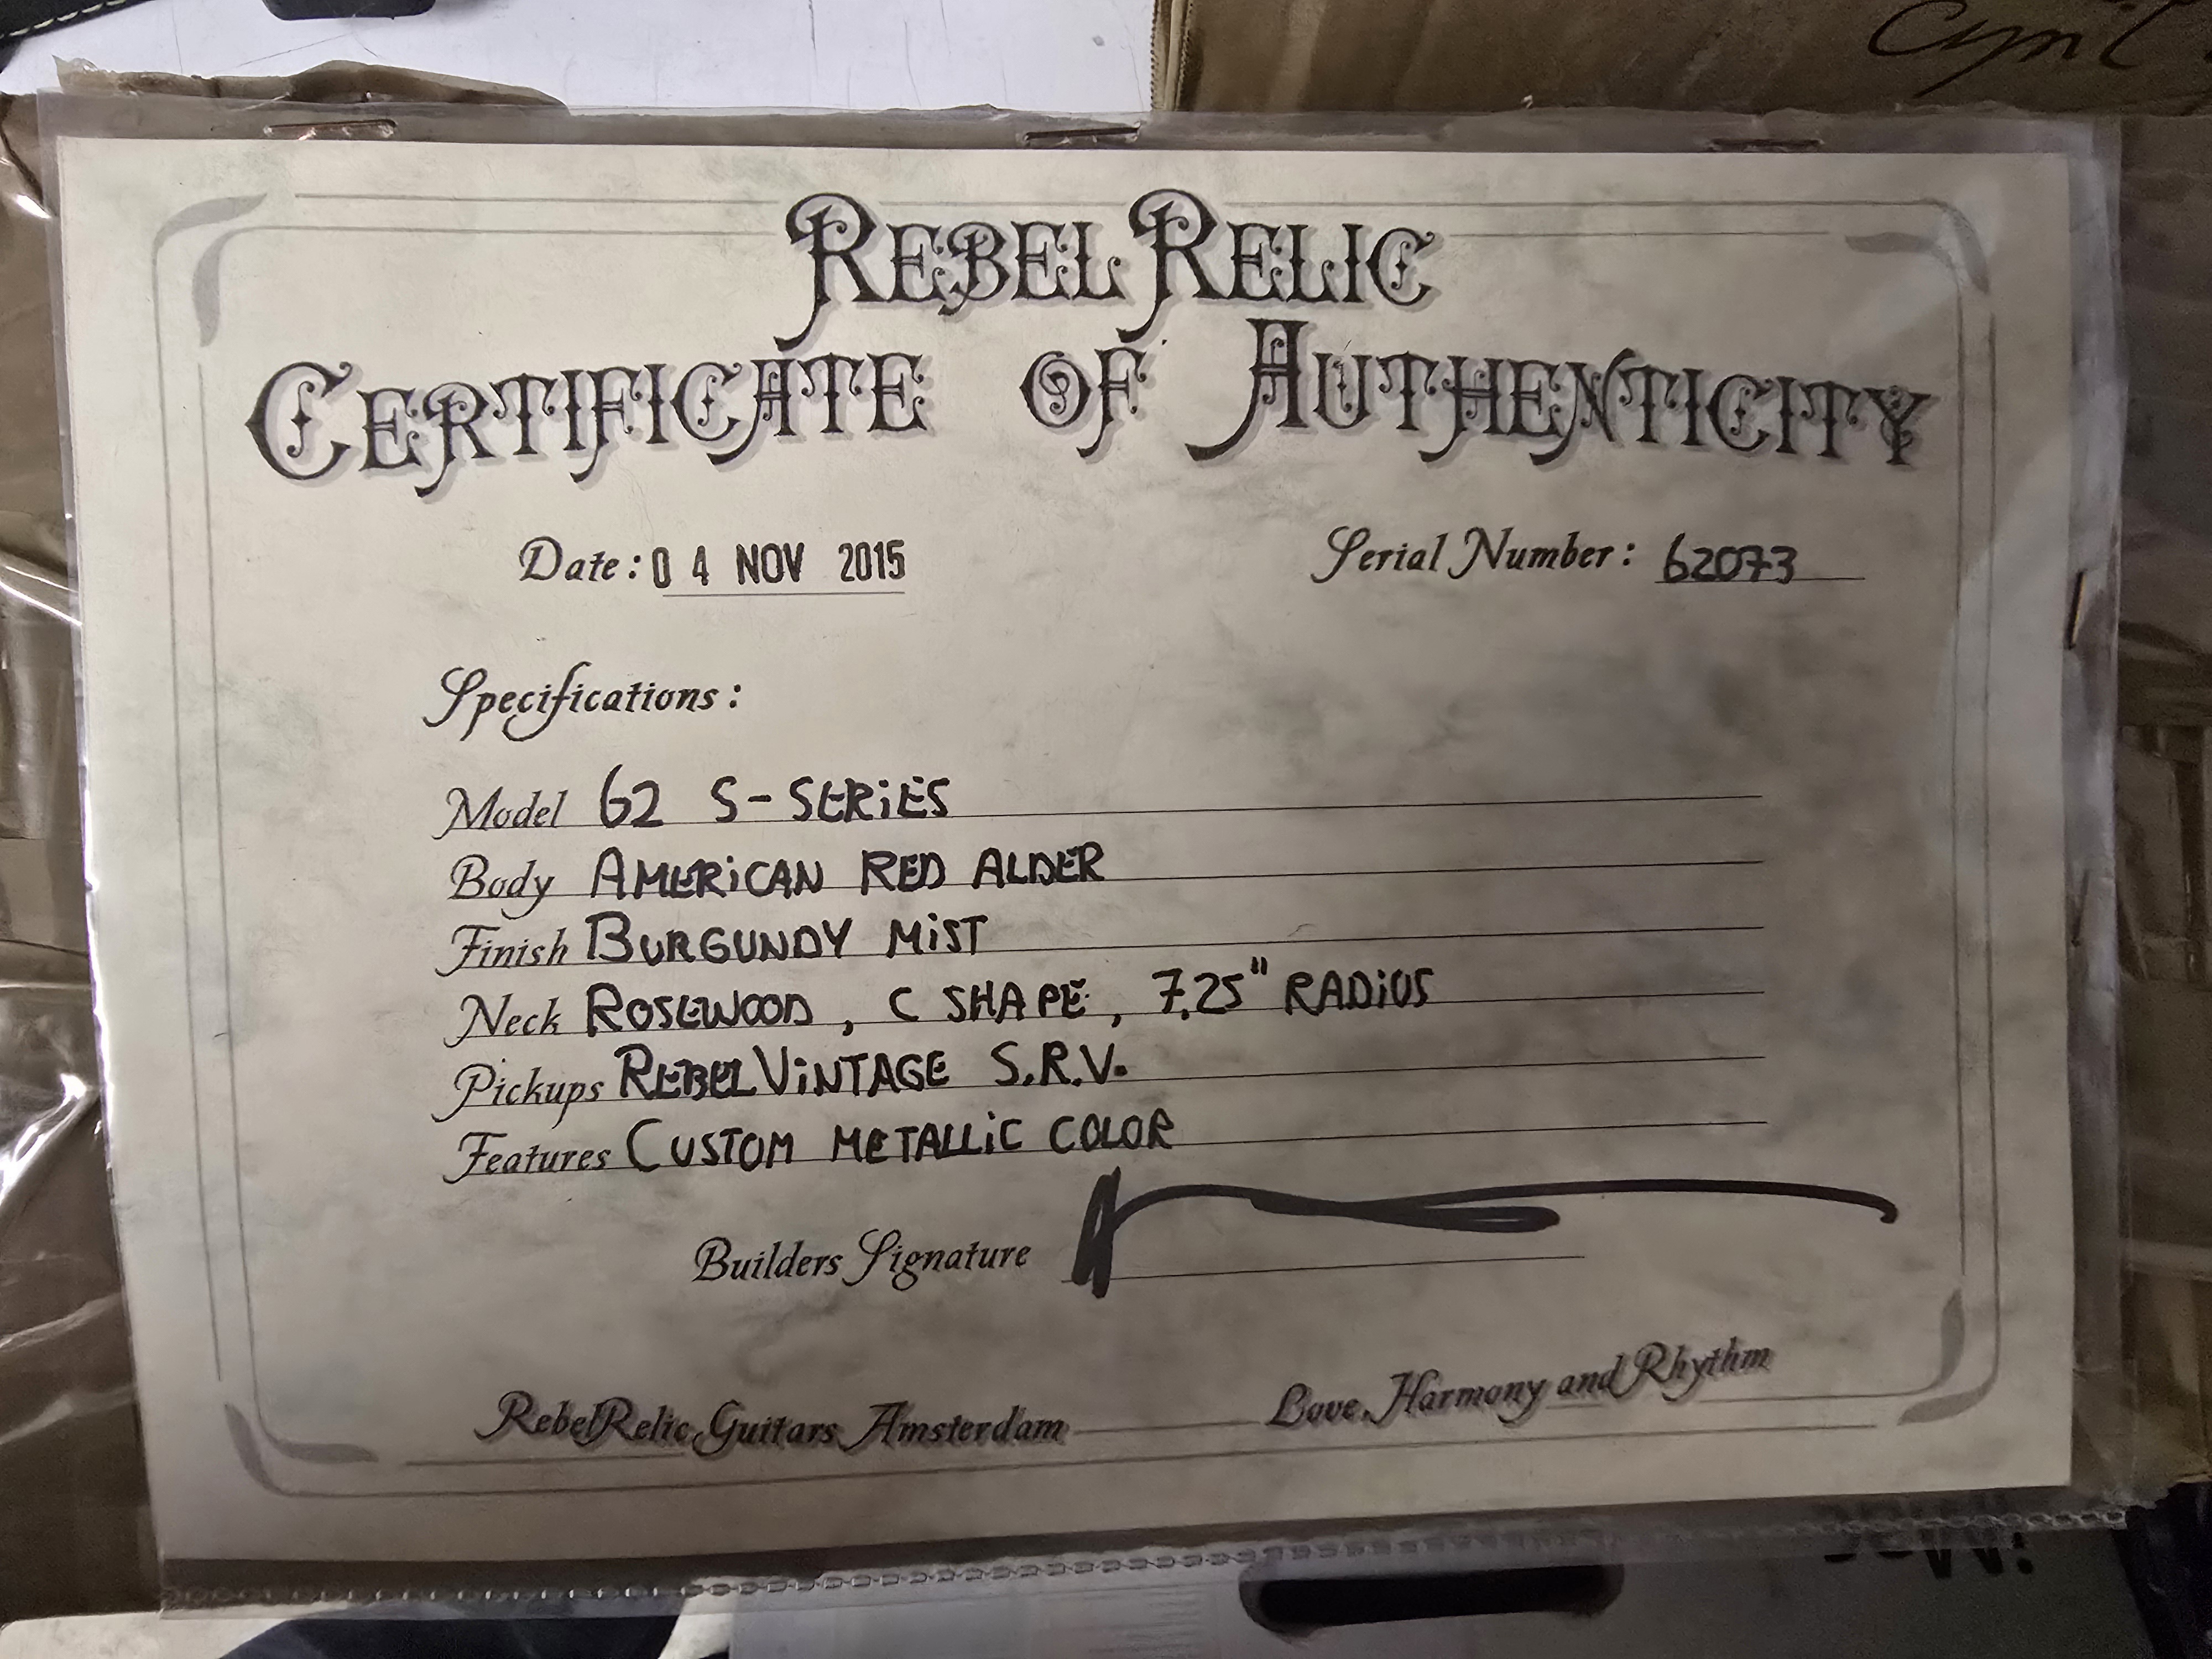 Cyril
REBEL RELIC
CERTIFICATE OF AUTHENTICITY
Date: 04 NOV 2015 Serial Number: 62073
Specifications:
Model 62 S-SERiES
Body AMERiCAN RED ALDER
Finish BURGUNDY MiST
Neck ROSEWOOD, C SHAPE, 7.25" RADiUS
Pickups REBELViNTAGE S.R.V.
Features CUSTOM METALLiC COLOR
Builders Signature
RebelRelic Guitars Amsterdam Love, Harmony and Rhythm